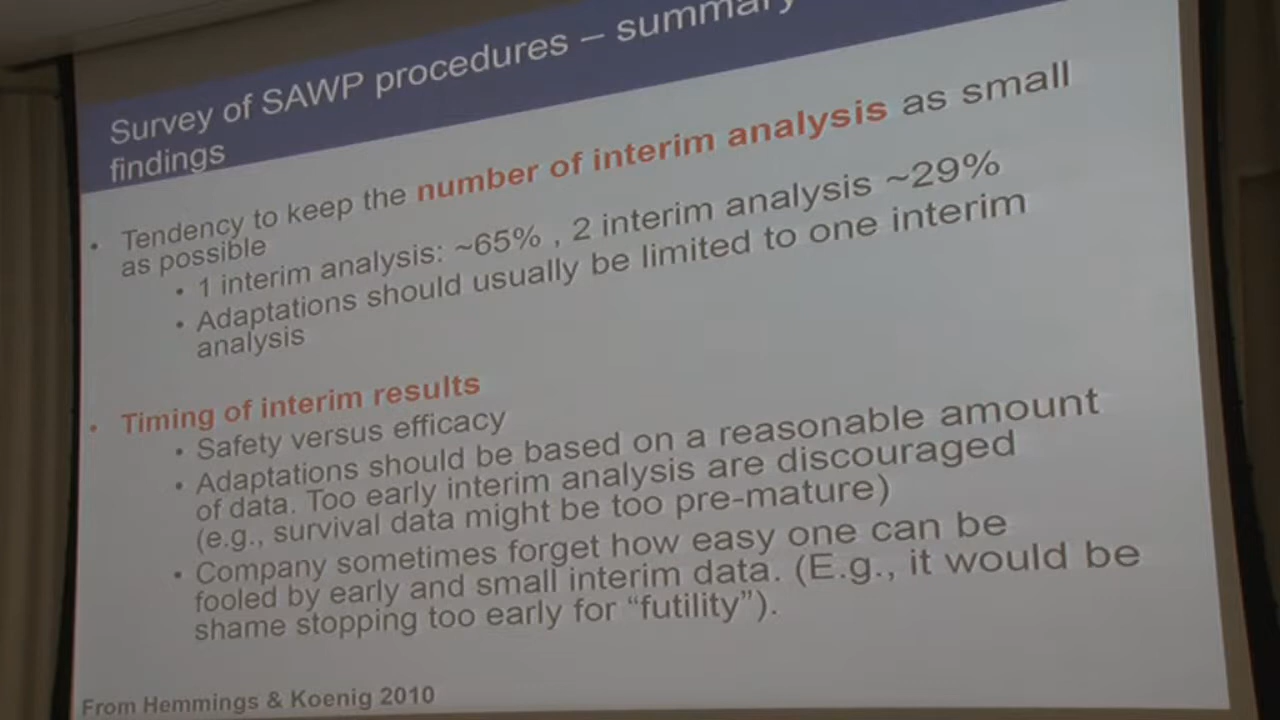 Survey of SAWP procedures – summary
findings
• Tendency to keep the number of interim analysis as small
as possible
• 1 interim analysis: ~65% , 2 interim analysis ~29%
• Adaptations should usually be limited to one interim
analysis
• Timing of interim results
• Safety versus efficacy
• Adaptations should be based on a reasonable amount
of data. Too early interim analysis are discouraged
(e.g., survival data might be too pre-mature)
• Company sometimes forget how easy one can be
fooled by early and small interim data. (E.g., it would be
shame stopping too early for “futility”).
From Hemmings & Koenig 2010